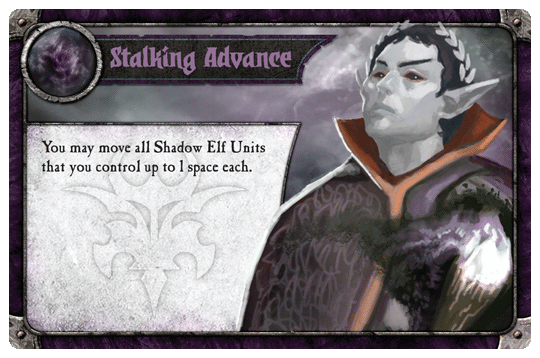 Stalking Advance
You may move all Shadow Elf Units
that you control up to 1 space each.